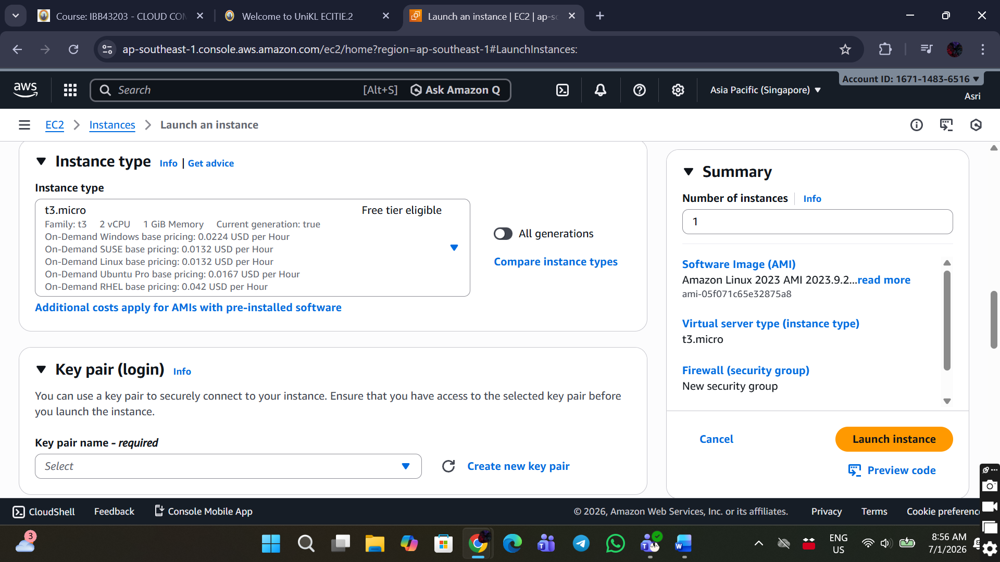 Course: IBB43203 - CLOUD CON
Welcome to UniKL ECITIE.2
Launch an instance | EC2 | ap-so
ap-southeast-1.console.aws.amazon.com/ec2/home?region=ap-southeast-1#LaunchInstances:
aws
Search
[Alt+S]
Ask Amazon Q
Asia Pacific (Singapore)
Account ID: 1671-1483-6516
Asri
EC2
Instances
Launch an instance
Instance type Info | Get advice
Instance type
t3.micro Free tier eligible
Family: t3 2 vCPU 1 GiB Memory Current generation: true
On-Demand Windows base pricing: 0.0224 USD per Hour
On-Demand SUSE base pricing: 0.0132 USD per Hour
On-Demand Linux base pricing: 0.0132 USD per Hour
On-Demand Ubuntu Pro base pricing: 0.0167 USD per Hour
On-Demand RHEL base pricing: 0.042 USD per Hour
All generations
Compare instance types
Additional costs apply for AMIs with pre-installed software
Key pair (login) Info
You can use a key pair to securely connect to your instance. Ensure that you have access to the selected key pair before
you launch the instance.
Key pair name - required
Select
Create new key pair
Summary
Number of instances Info
1
Software Image (AMI)
Amazon Linux 2023 AMI 2023.9.2...read more
ami-05f071c65e32875a8
Virtual server type (instance type)
t3.micro
Firewall (security group)
New security group
Cancel
Launch instance
Preview code
CloudShell
Feedback
Console Mobile App
© 2026, Amazon Web Services, Inc. or its affiliates.
Privacy
Terms
Cookie preferenc
3
ENG
US
8:56 AM
7/1/2026